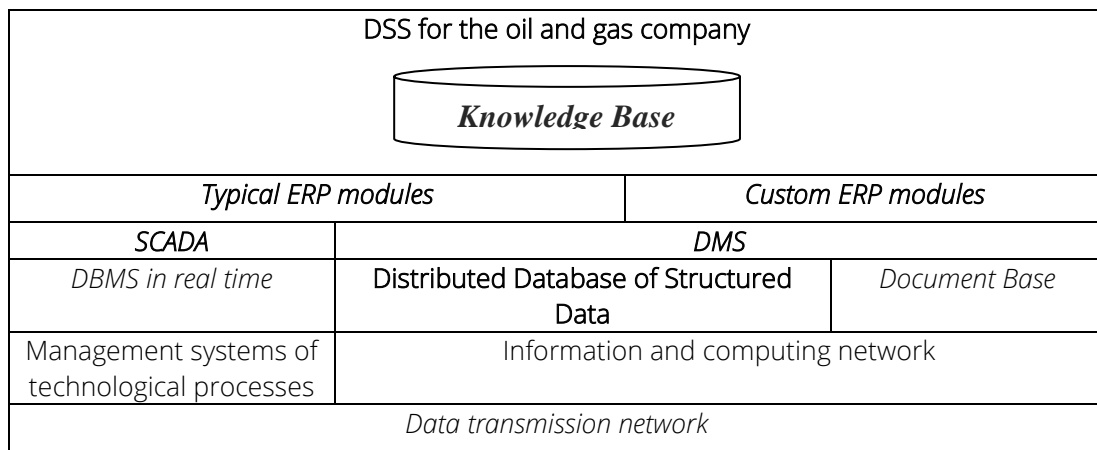 DSS for the oil and gas company
Knowledge Base
Typical ERP modules
Custom ERP modules
SCADA
DMS
DBMS in real time
Distributed Database of Structured
Data
Document Base
Management systems of
technological processes
Information and computing network
Data transmission network